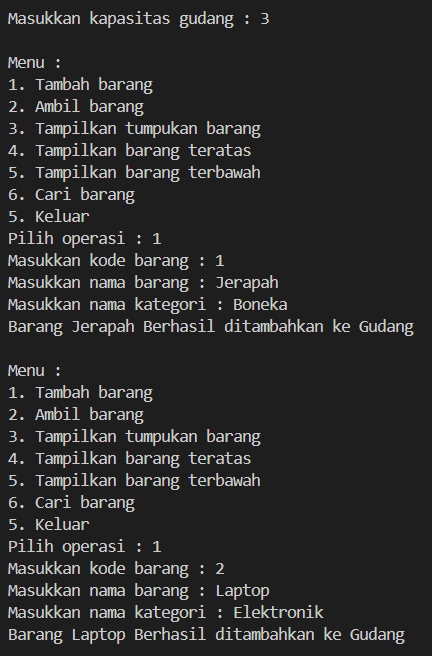 Masukkan kapasitas gudang : 3
Menu :
1. Tambah barang
2. Ambil barang
3. Tampilkan tumpukan barang
4. Tampilkan barang teratas
5. Tampilkan barang terbawah
6. Cari barang
5. Keluar
Pilih operasi : 1
Masukkan kode barang : 1
Masukkan nama barang : Jerapah
Masukkan nama kategori : Boneka
Barang Jerapah Berhasil ditambahkan ke Gudang
Menu :
1. Tambah barang
2. Ambil barang
3. Tampilkan tumpukan barang
4. Tampilkan barang teratas
5. Tampilkan barang terbawah
6. Cari barang
5. Keluar
Pilih operasi : 1
Masukkan kode barang : 2
Masukkan nama barang : Laptop
Masukkan nama kategori : Elektronik
Barang Laptop Berhasil ditambahkan ke Gudang